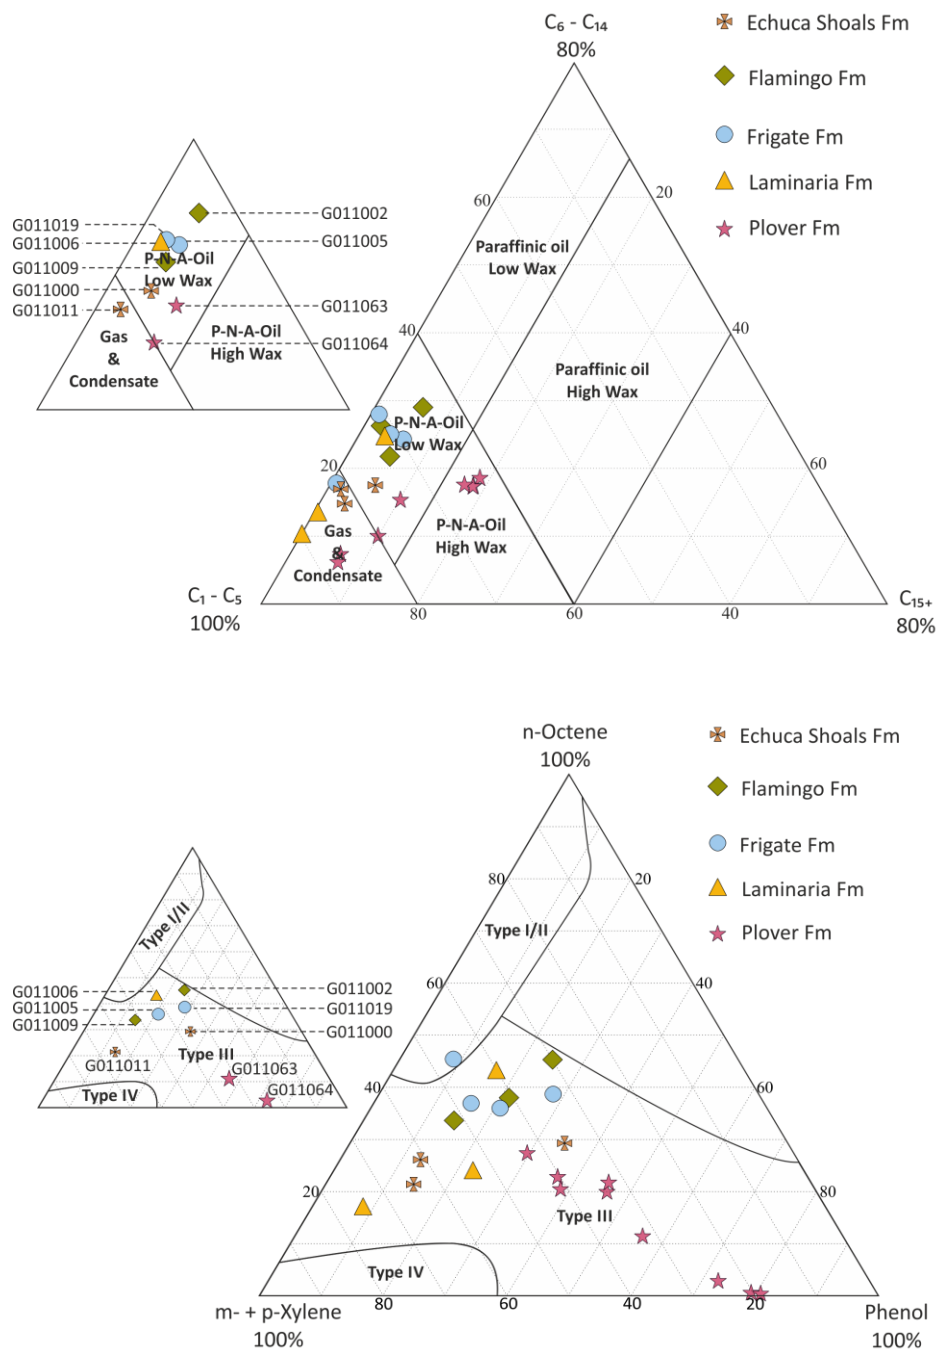 C₆ - C₁₄
80%
Echuca Shoals Fm
Flamingo Fm
Frigate Fm
Laminaria Fm
Plover Fm
G011019
G011006
G011009
G011000
G011011
G011002
G011005
G011063
G011064
P-N-A-Oil
Low Wax
P-N-A-Oil
High Wax
Gas
&
Condensate
60
20
Paraffinic oil
Low Wax
40
40
Paraffinic oil
High Wax
P-N-A-Oil
Low Wax
20
60
P-N-A-Oil
High Wax
Gas
&
Condensate
C₁ - C₅
100%
80
60
40
C₁₅₊
80%
n-Octene
100%
Echuca Shoals Fm
Flamingo Fm
Frigate Fm
Laminaria Fm
Plover Fm
Type I/II
G011006
G011005
G011009
G011002
G011019
G011000
Type III
G011011
G011063
G011064
Type IV
80
20
Type I/II
60
40
40
60
20
80
Type III
Type IV
m- + p-Xylene
100%
80
60
40
20
Phenol
100%